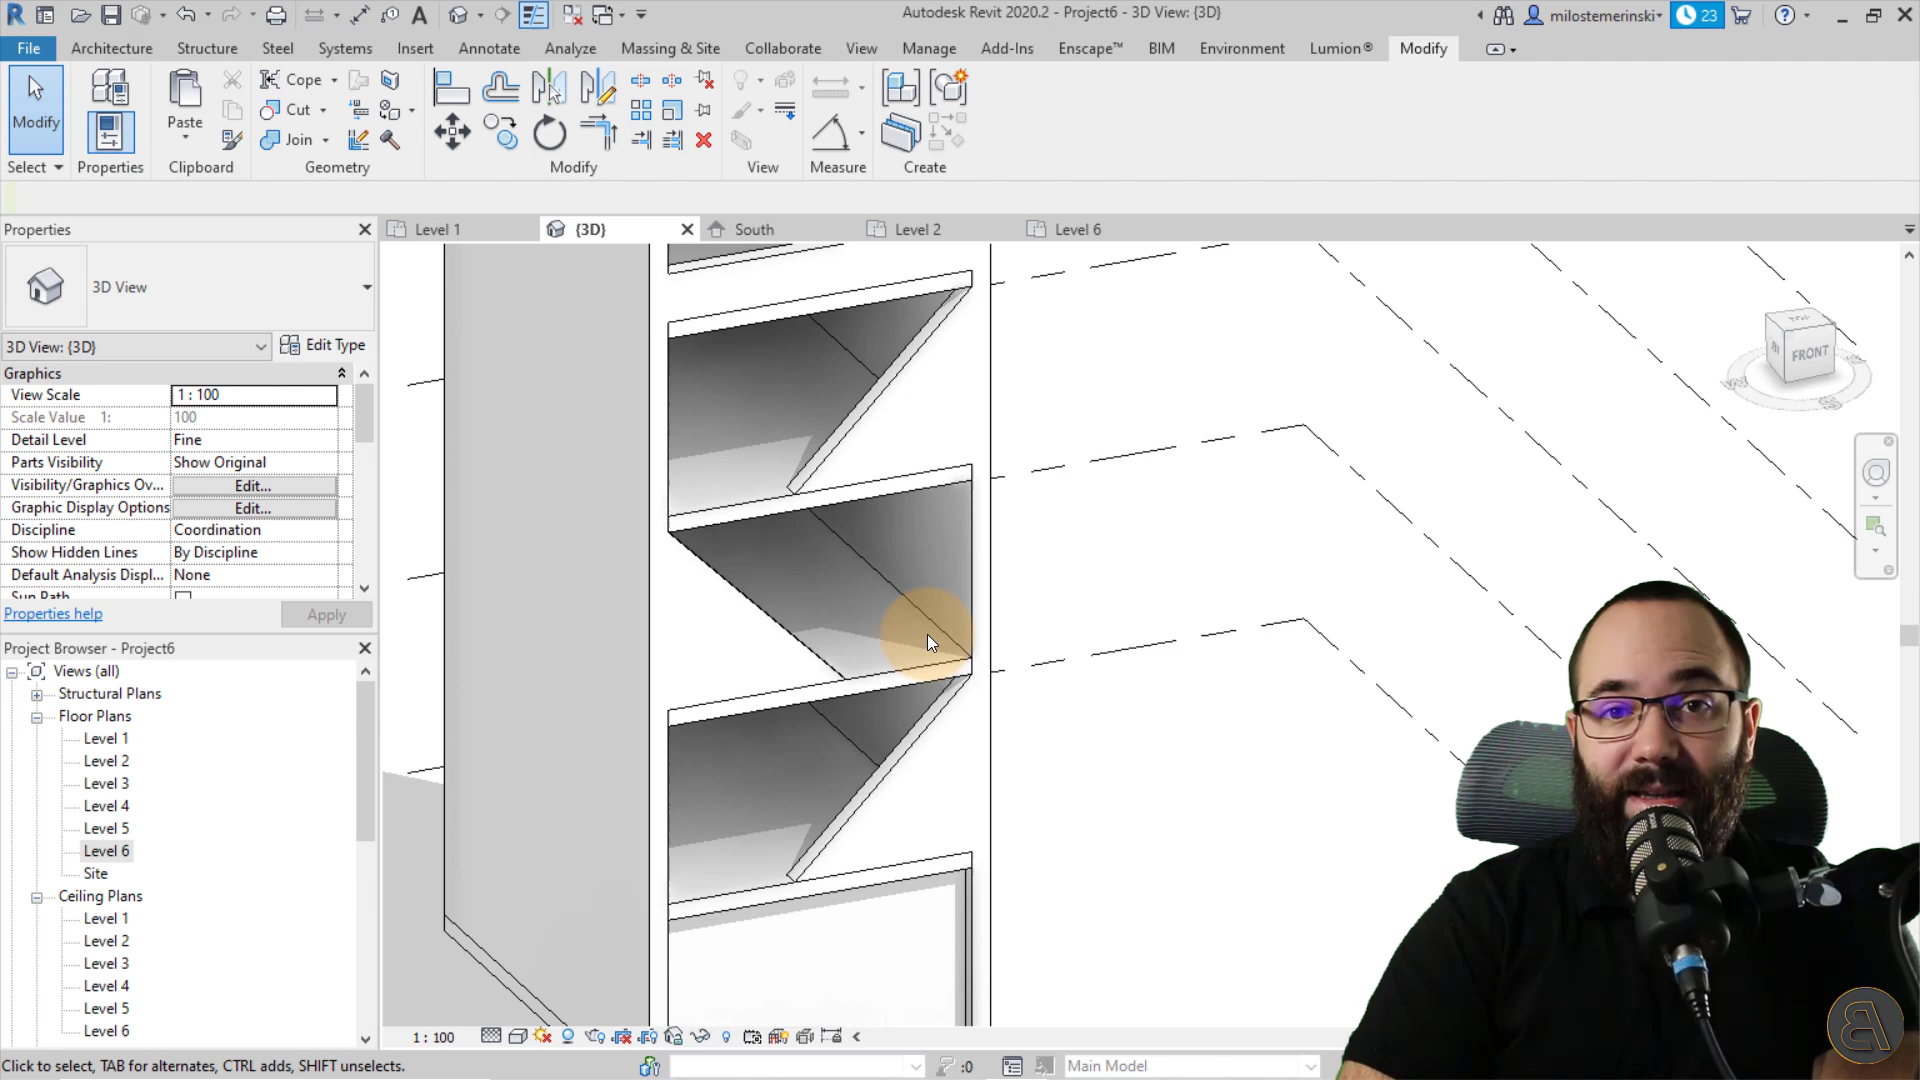 Autodesk Revit 2020.2 - Project6 - 3D View: {3D}
milostemerinski
23
File
Architecture
Structure
Steel
Systems
Insert
Annotate
Analyze
Massing & Site
Collaborate
View
Manage
Add-Ins
Enscape™
BIM
Environment
Lumion®
Modify
Modify
Paste
Cope
Cut
Join
Select
Properties
Clipboard
Geometry
Modify
View
Measure
Create
Properties
Level 1
{3D}
South
Level 2
Level 6
3D View
3D View: {3D}
Edit Type
Graphics
View Scale
1 : 100
Scale Value 1:
100
Detail Level
Fine
Parts Visibility
Show Original
Visibility/Graphics Ov...
Edit...
Graphic Display Options
Edit...
Discipline
Coordination
Show Hidden Lines
By Discipline
Default Analysis Displ...
None
Sun Path
Properties help
Apply
TOP
FRONT
Project Browser - Project6
Views (all)
Structural Plans
Floor Plans
Level 1
Level 2
Level 3
Level 4
Level 5
Level 6
Site
Ceiling Plans
Level 1
Level 2
Level 3
Level 4
Level 5
Level 6
1 : 100
Click to select, TAB for alternates, CTRL adds, SHIFT unselects.
:0
Main Model